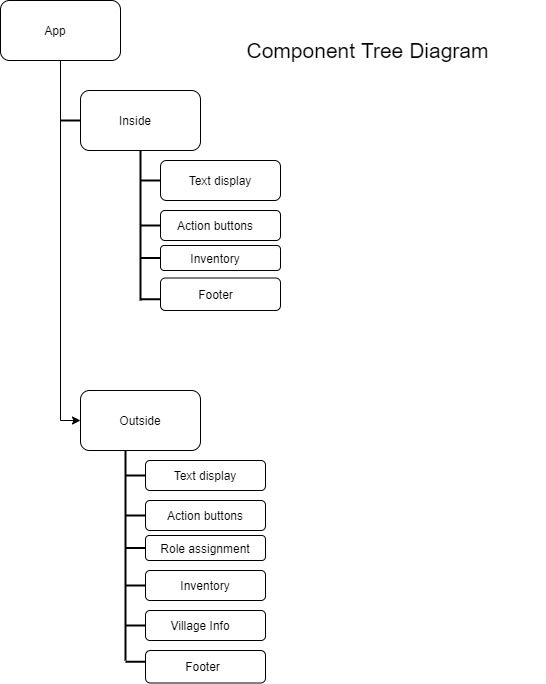 App
Component Tree Diagram
Inside
Text display
Action buttons
Inventory
Footer
Outside
Text display
Action buttons
Role assignment
Inventory
Village Info
Footer